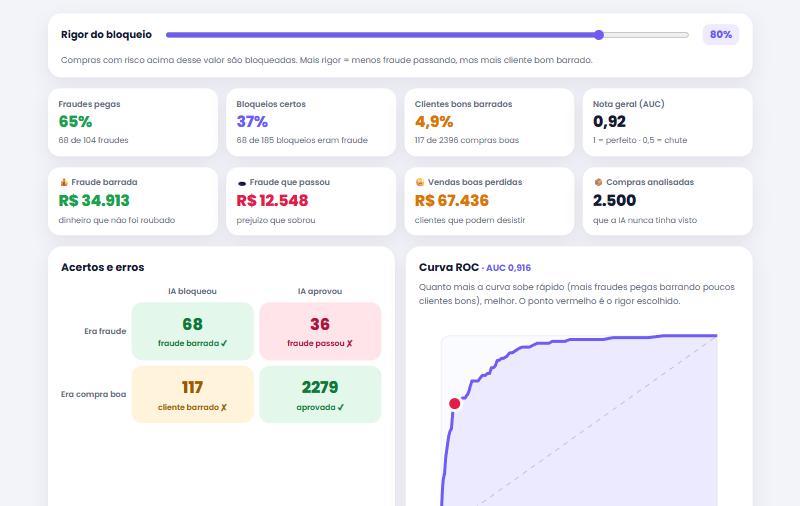 Rigor do bloqueio
80%
Compras com risco acima desse valor são bloqueadas. Mais rigor = menos fraude passando, mas mais cliente bom barrado.
Fraudes pegas
65%
68 de 104 fraudes
Bloqueios certos
37%
68 de 185 bloqueios eram fraude
Clientes bons barrados
4,9%
117 de 2396 compras boas
Nota geral (AUC)
0,92
1 = perfeito · 0,5 = chute
Fraude barrada
R$ 34.913
dinheiro que não foi roubado
Fraude que passou
R$ 12.548
prejuízo que sobrou
Vendas boas perdidas
R$ 67.436
clientes que podem desistir
Compras analisadas
2.500
que a IA nunca tinha visto
Acertos e erros
IA bloqueou
IA aprovou
Era fraude
68
fraude barrada ✓
36
fraude passou ✗
Era compra boa
117
cliente barrado ✗
2279
aprovada ✓
Curva ROC · AUC 0,916
Quanto mais a curva sobe rápido (mais fraudes pegas barrando poucos
clientes bons), melhor. O ponto vermelho é o rigor escolhido.